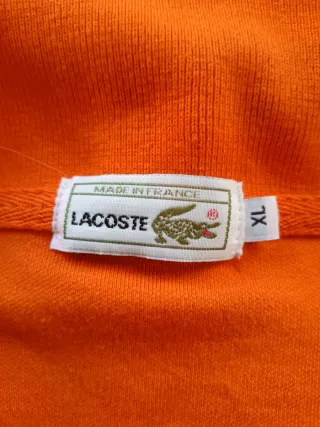 MADE IN FRANCE
LACOSTE ®
XL